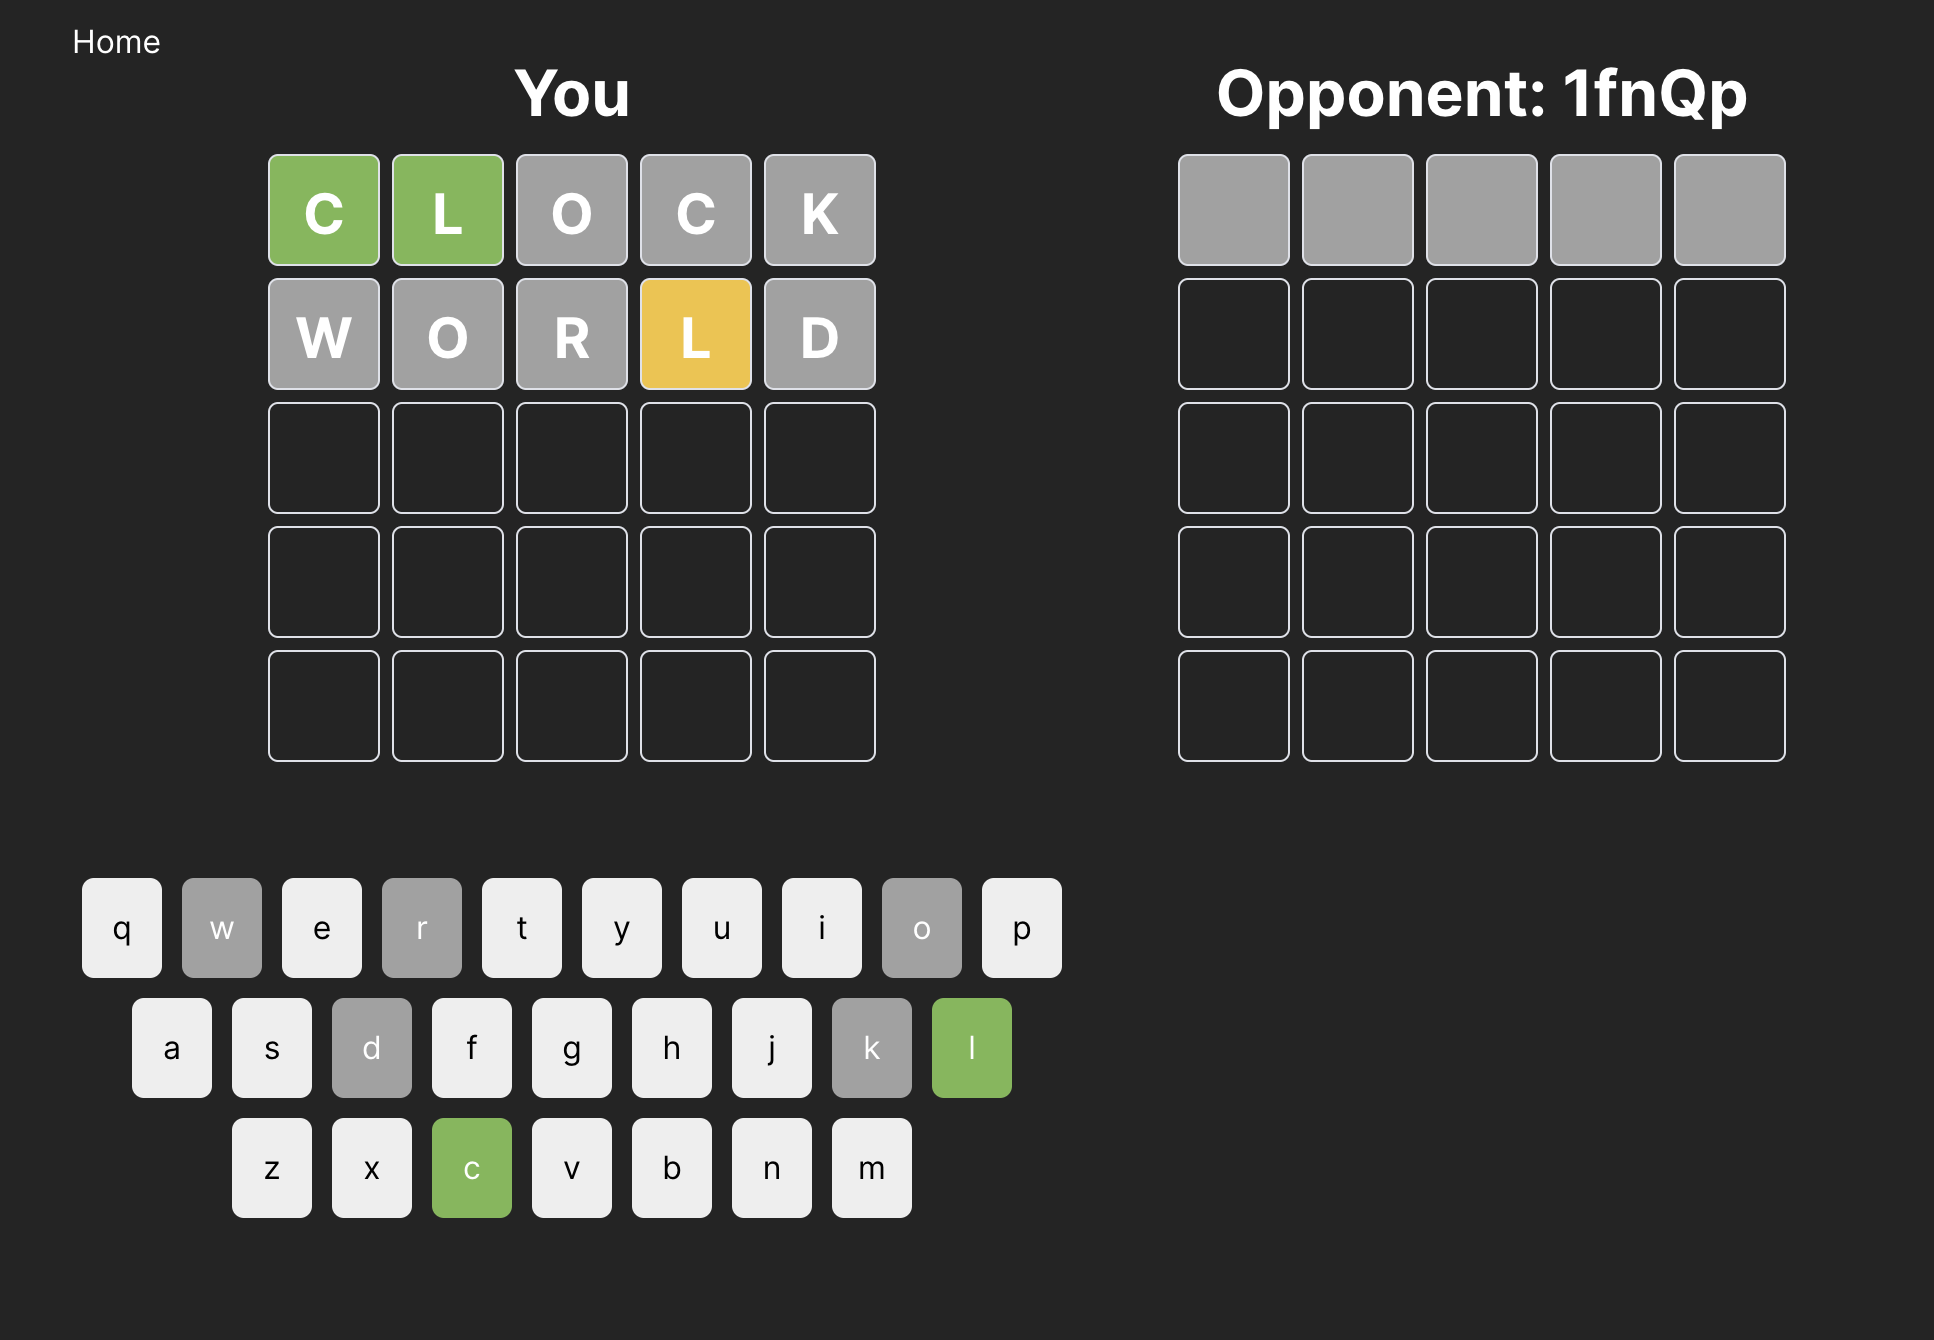 Home
You
C L O C K
W O R L D
Opponent: 1fnQp
q w e r t y u i o p
a s d f g h j k l
z x c v b n m